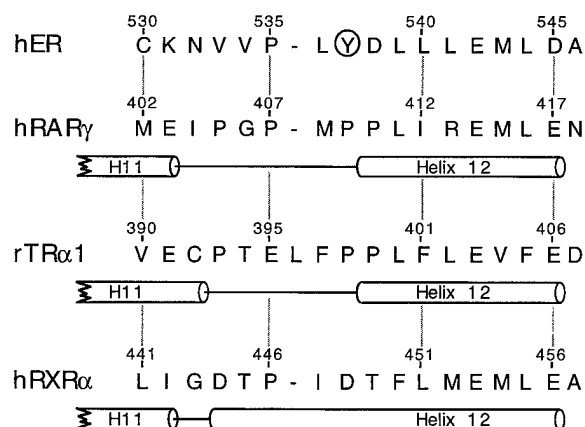 530 535 540 545
hER C K N V V P - L Y D L L L E M L D A
402 407 412 417
hRARγ M E I P G P - M P P L I R E M L E N
H11 Helix 12
390 395 401 406
rTRα1 V E C P T E L F P P L F L E V F E D
H11 Helix 12
441 446 451 456
hRXRα L I G D T P - I D T F L M E M L E A
H11 Helix 12